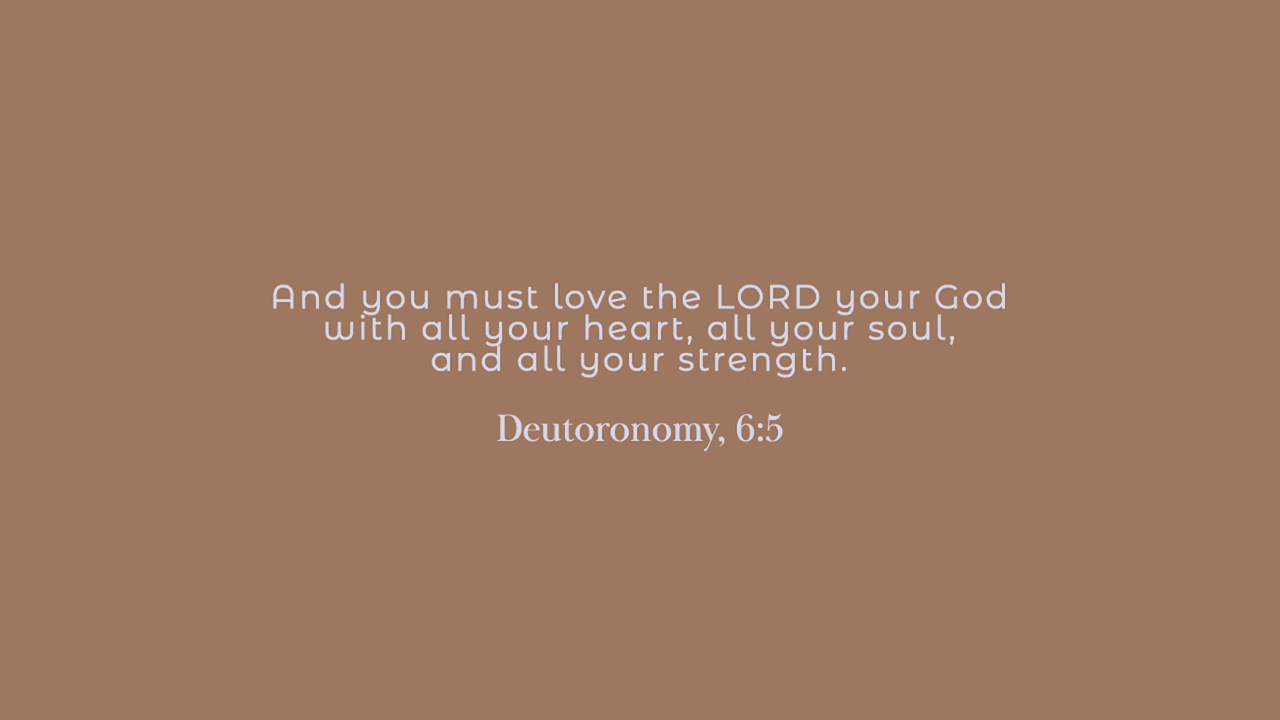 And you must love the LORD your God
with all your heart, all your soul,
and all your strength.
Deutoronomy, 6:5